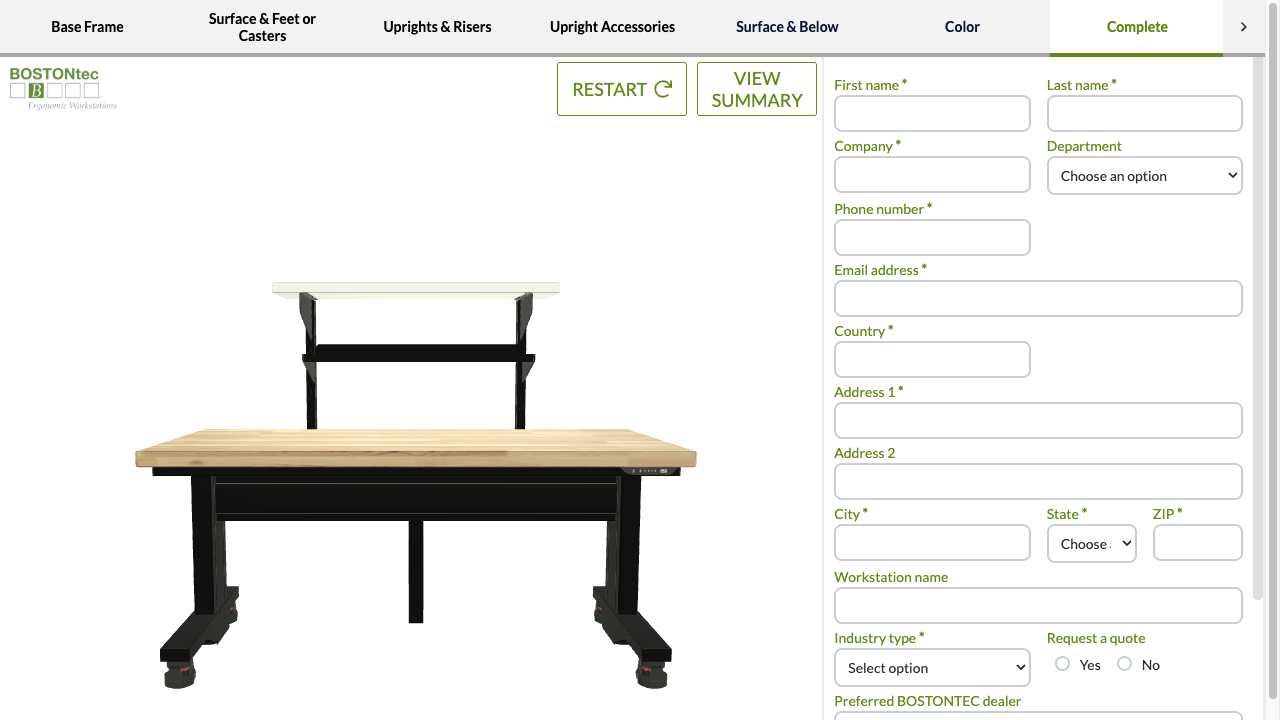 Base Frame
Surface & Feet or
Casters
Uprights & Risers
Upright Accessories
Surface & Below
Color
Complete
BOSTONtec
B
Ergonomic Workstations
RESTART
VIEW
SUMMARY
First name *
Last name *
Company *
Department
Choose an option
Phone number *
Email address *
Country *
Address 1 *
Address 2
City *
State *
ZIP *
Choose
Workstation name
Industry type *
Request a quote
Select option
Yes
No
Preferred BOSTONTEC dealer